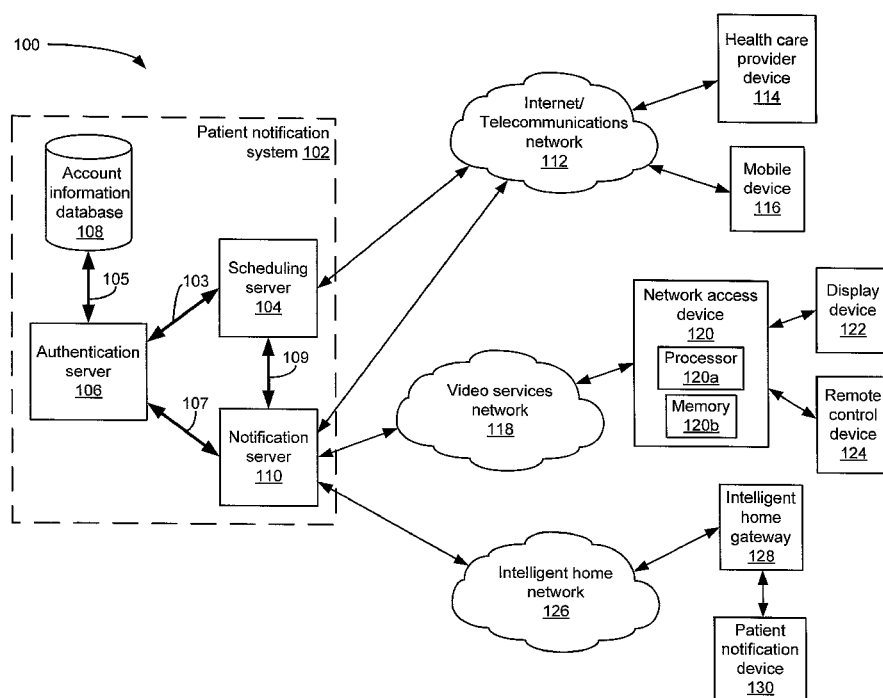 100
Patient notification
system 102
Account
information
database
108
105
103
Scheduling
server
104
109
Authentication
server
106
107
Notification
server
110
Internet/
Telecommunications
network
112
Health care
provider
device
114
Mobile
device
116
Video services
network
118
Network access
device
120
Processor
120a
Memory
120b
Display
device
122
Remote
control
device
124
Intelligent home
network
126
Intelligent
home
gateway
128
Patient
notification
device
130